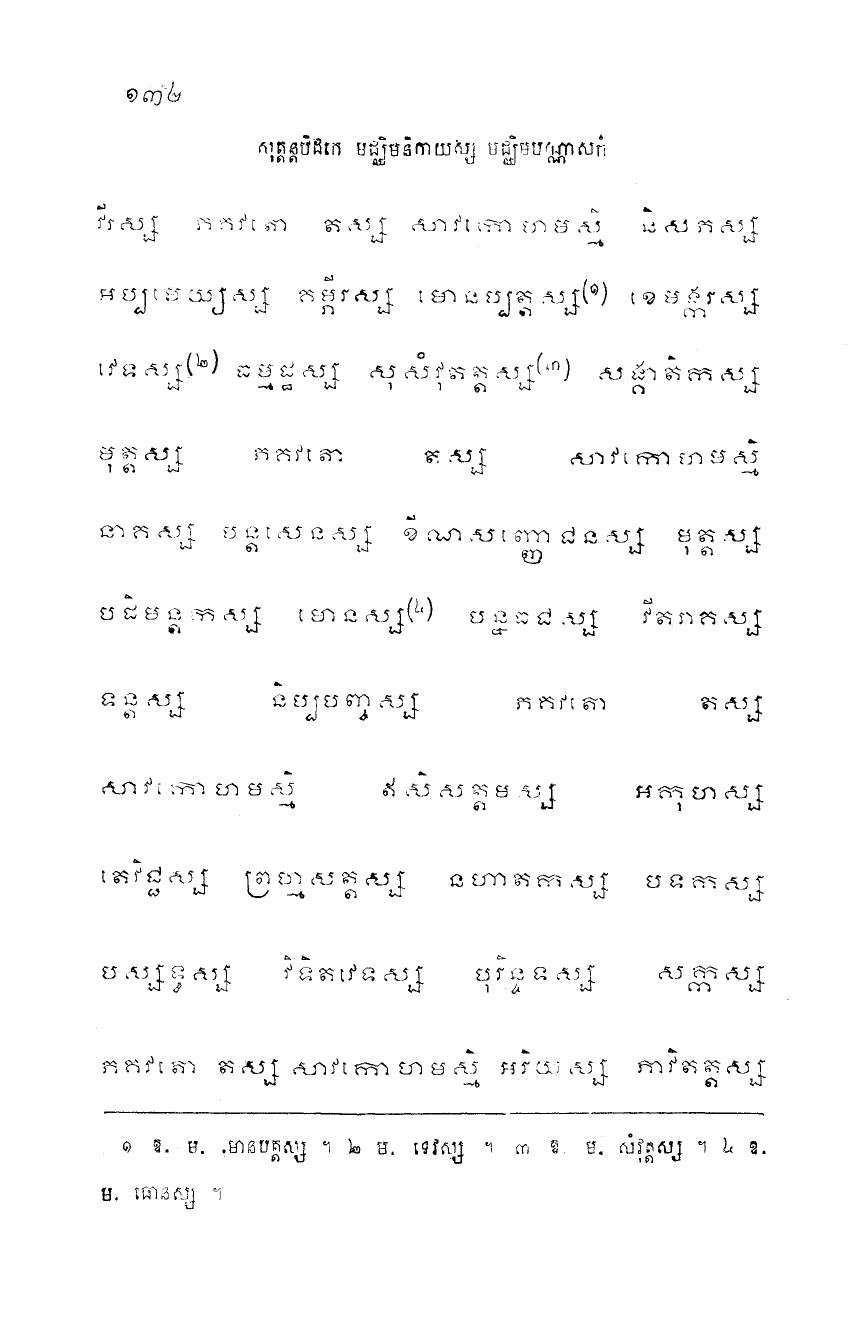 ១៣៤
សុត្តន្តបិដកេ មជ្ឈិមនិកាយស្ស មជ្ឈិមបណ្ណាសកំ
វីរស្ស ភគវតោ តស្ស សាវកោហមស្មិ និសភស្ស
អប្បមេយ្យស្ស គម្ភីរស្ស មោនប្បត្តស្ស(១) ខេមង្ករស្ស
វេទស្ស(២) ធម្មដ្ឋស្ស សុសំវុតត្តស្ស(៣) សង្គាតិកស្ស
មុត្តស្ស ភគវតោ តស្ស សាវកោហមស្មិ
នាគស្ស បន្តសេនស្ស ខីណសញ្ញោជនស្ស មុត្តស្ស
បដិមន្តកស្ស មោនស្ស(៤) បន្នធជស្ស វីតរាគស្ស
ទន្តស្ស និប្បបញ្ចស្ស ភគវតោ តស្ស
សាវកោហមស្មិ ឥសិសត្តមស្ស អកុហស្ស
តេវិជ្ជស្ស ព្រហ្មសត្តស្ស នហាតកស្ស បទកស្ស
បស្សទ្ធស្ស វិទិតវេទស្ស បុរិន្ទទស្ស សក្កស្ស
ភគវតោ តស្ស សាវកោហមស្មិ អរិយស្ស ភាវិតត្តស្ស
១ ឱ. ម. មានបត្តស្ស ។ ២ ម. ទេវស្ស ។ ៣ ឱ. ម. សំវុត្តស្ស ។ ៤ ឱ.
ម. ធោនស្ស ។